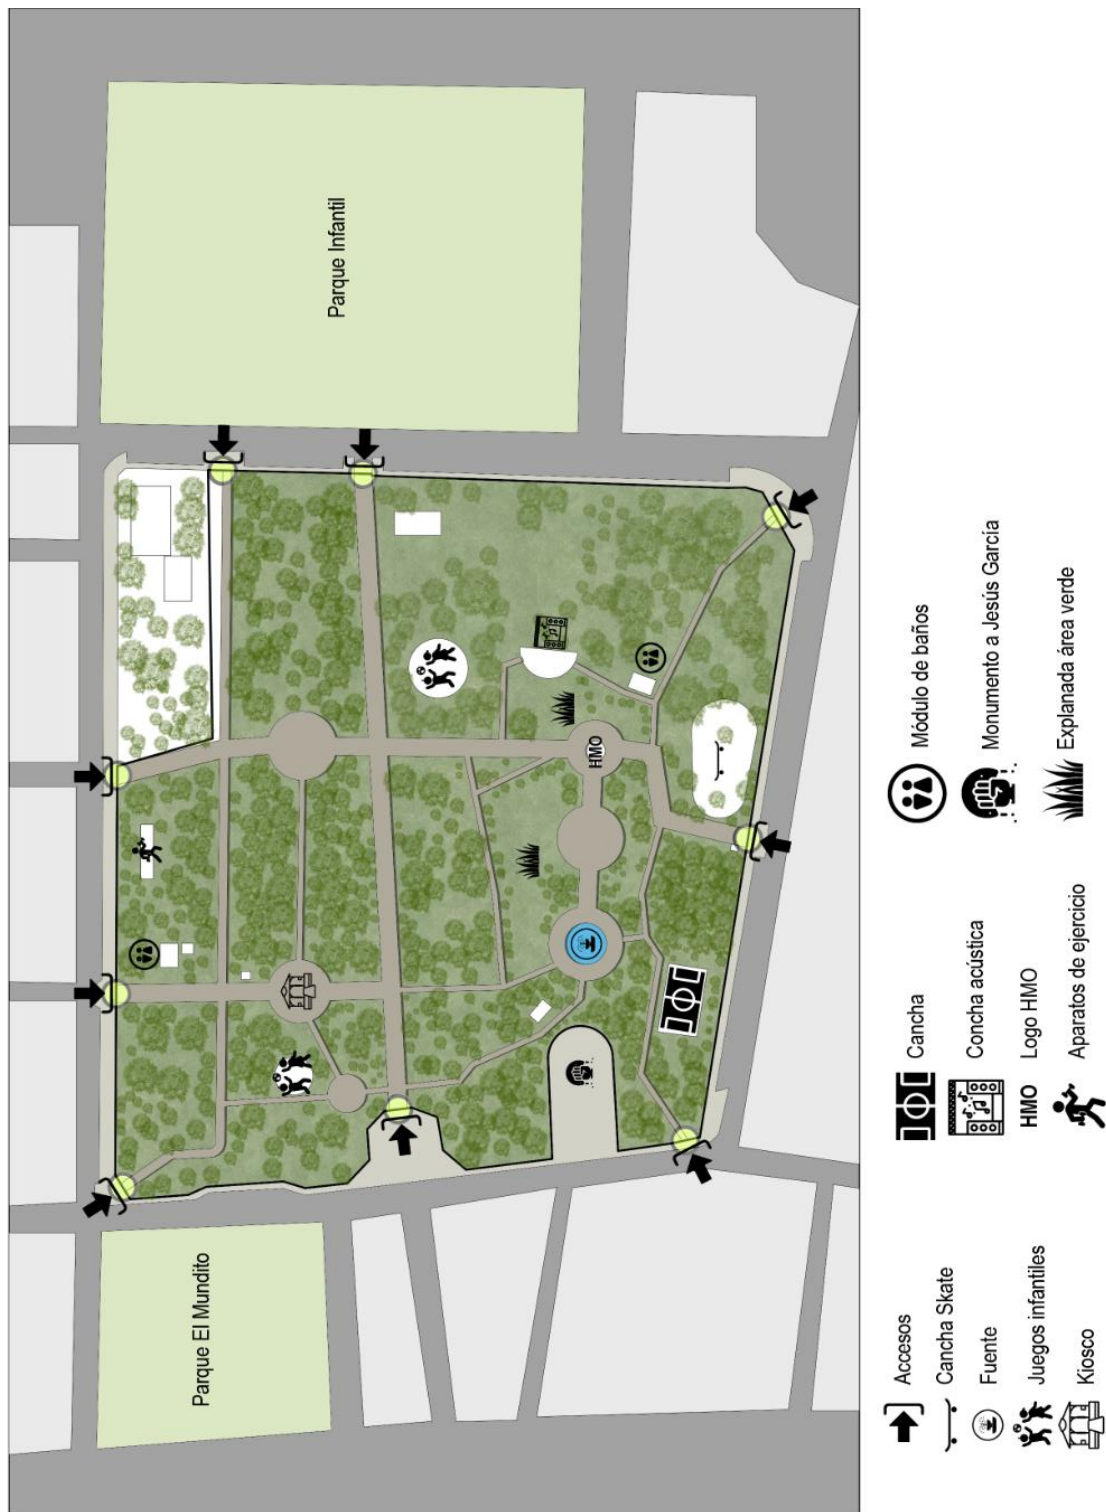 Parque El Mundito
Parque Infantil
HMO
Accesos
Cancha Skate
Fuente
Juegos infantiles
Kiosco
Cancha
Concha acústica
HMO Logo HMO
Aparatos de ejercicio
Módulo de baños
Monumento a Jesús García
Explanada área verde